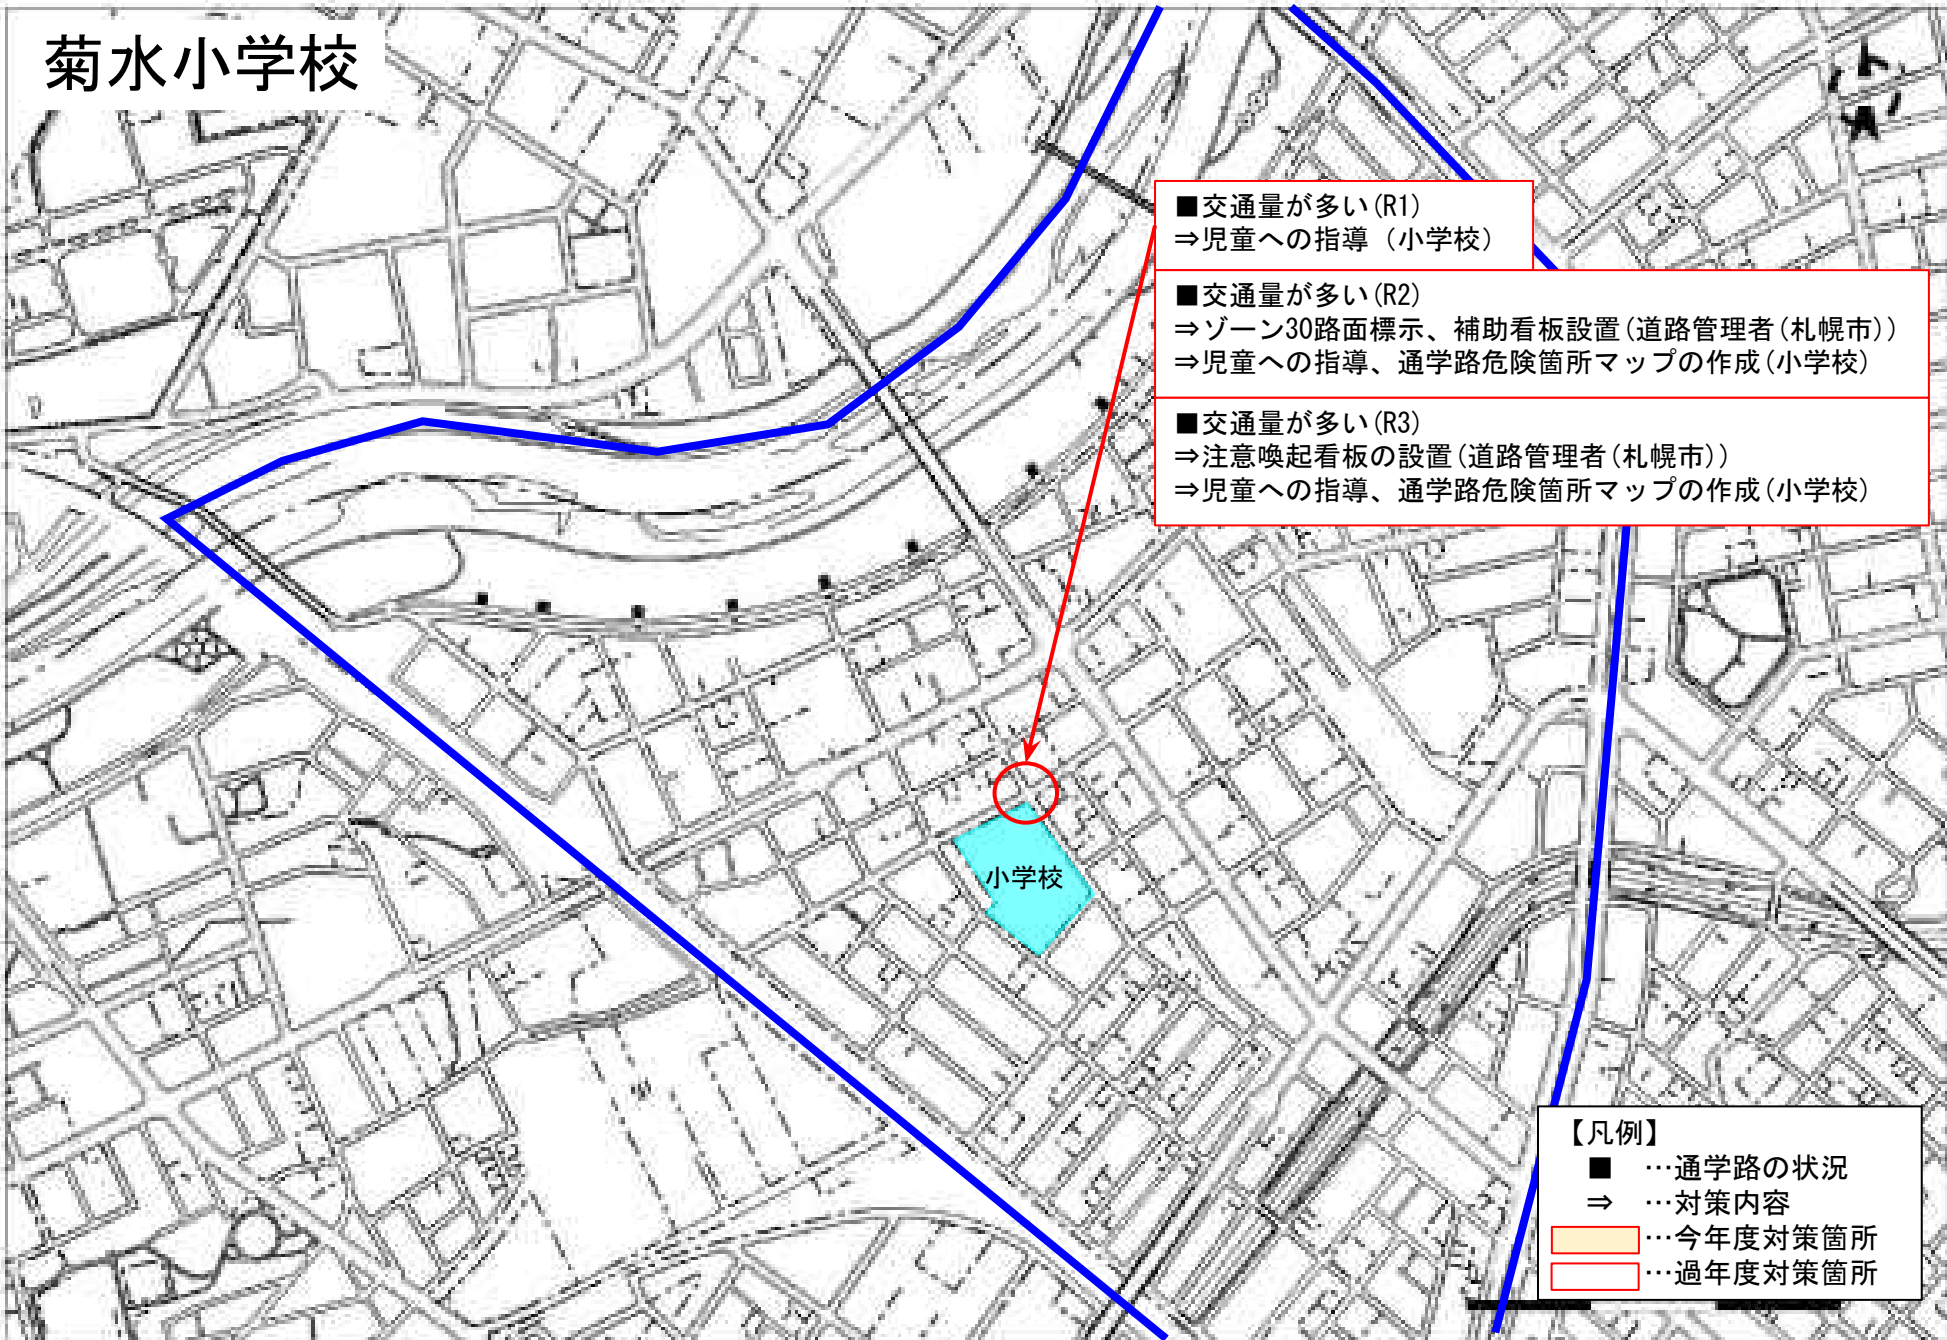 菊水小学校
■交通量が多い(R1)
⇒児童への指導（小学校）
■交通量が多い(R2)
⇒ゾーン30路面標示、補助看板設置(道路管理者(札幌市))
⇒児童への指導、通学路危険箇所マップの作成(小学校)
■交通量が多い(R3)
⇒注意喚起看板の設置(道路管理者(札幌市))
⇒児童への指導、通学路危険箇所マップの作成(小学校)
小学校
【凡例】
■ …通学路の状況
⇒ …対策内容
…今年度対策箇所
…過年度対策箇所